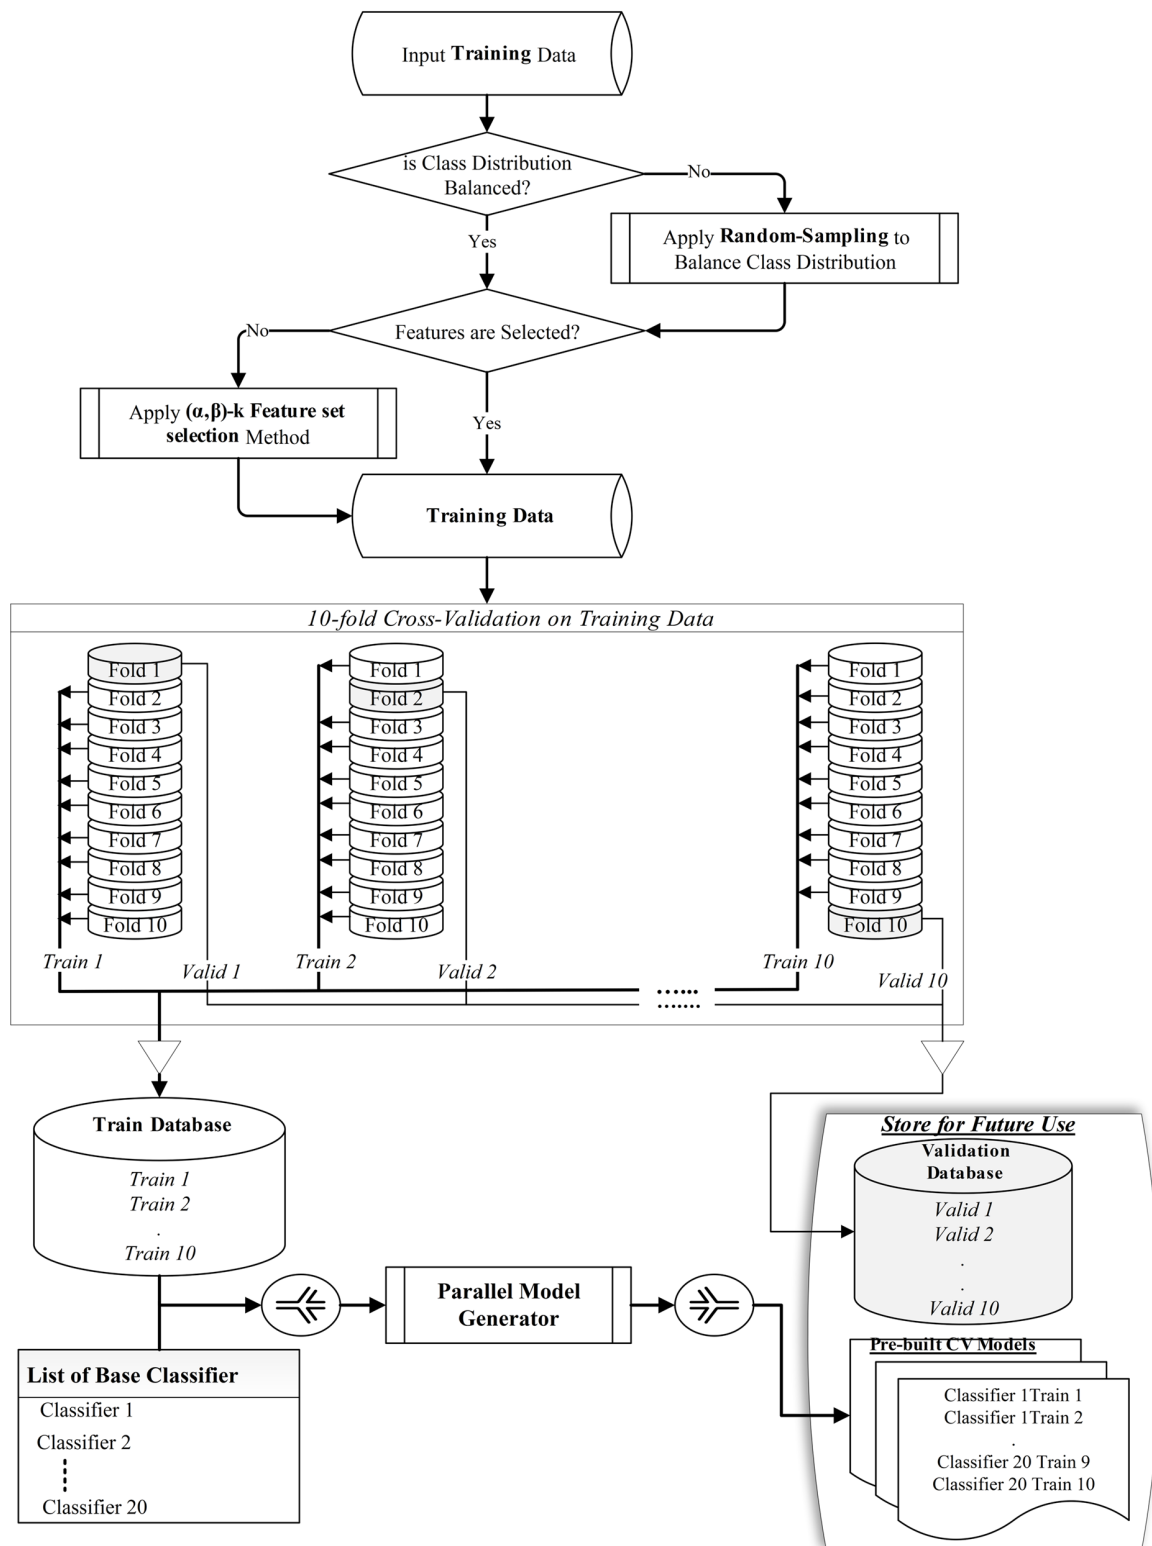 Input Training Data
is Class Distribution
Balanced?
No
Yes
Apply Random-Sampling to
Balance Class Distribution
Features are Selected?
No
Yes
Apply (α,β)-k Feature set
selection Method
Training Data
10-fold Cross-Validation on Training Data
Fold 1
Fold 2
Fold 3
Fold 4
Fold 5
Fold 6
Fold 7
Fold 8
Fold 9
Fold 10
Train 1
Valid 1
Fold 1
Fold 2
Fold 3
Fold 4
Fold 5
Fold 6
Fold 7
Fold 8
Fold 9
Fold 10
Train 2
Valid 2
Fold 1
Fold 2
Fold 3
Fold 4
Fold 5
Fold 6
Fold 7
Fold 8
Fold 9
Fold 10
Train 10
Valid 10
......
.......
Train Database
Train 1
Train 2
.
Train 10
Store for Future Use
Validation
Database
Valid 1
Valid 2
.
.
Valid 10
Parallel Model
Generator
List of Base Classifier
Classifier 1
Classifier 2
Classifier 20
Pre-built CV Models
Classifier 1Train 1
Classifier 1Train 2
.
Classifier 20 Train 9
Classifier 20 Train 10